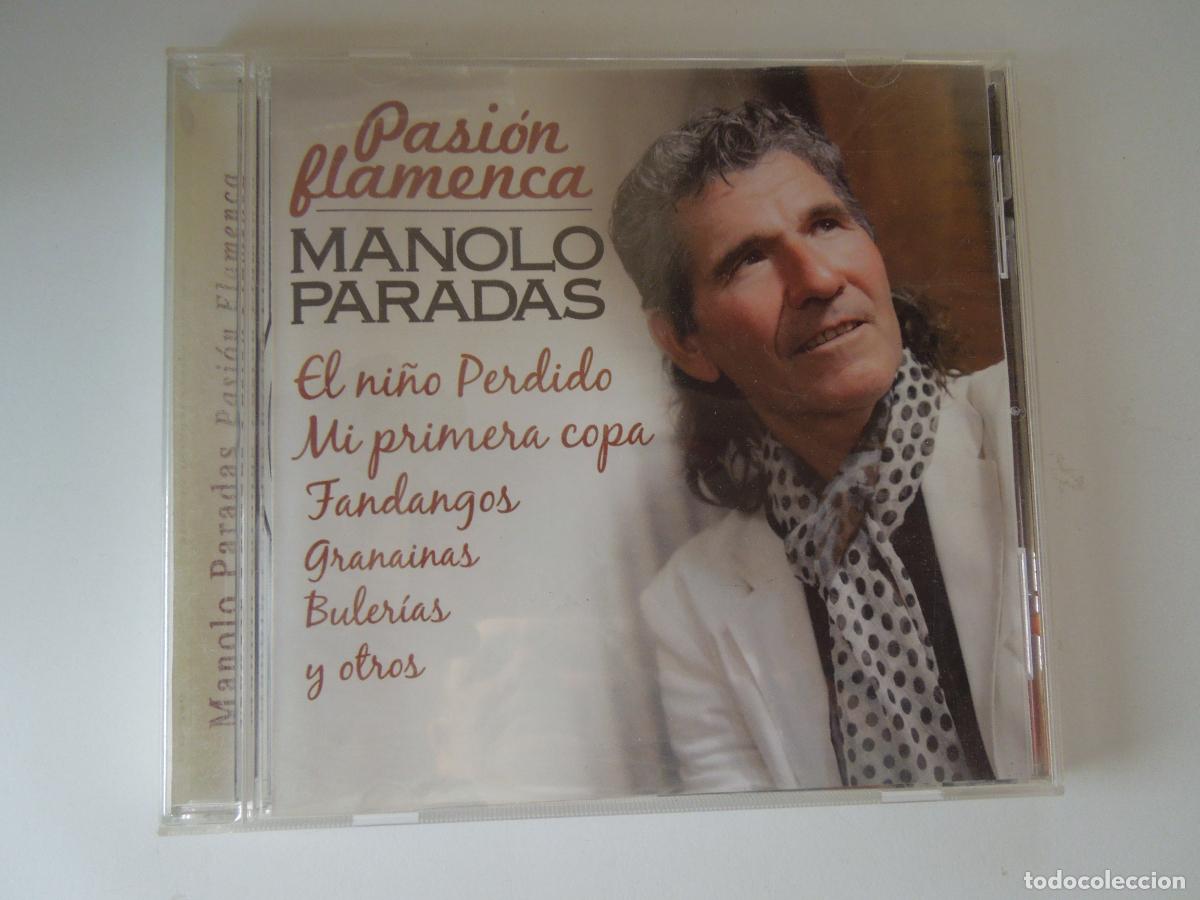 Pasión
flamenca
MANOLO
PARADAS
El niño Perdido
Mi primera copa
Fandangos
Granainas
Bulerías
y otros
Manolo Paradas Pasión Flamenca
todocoleccion